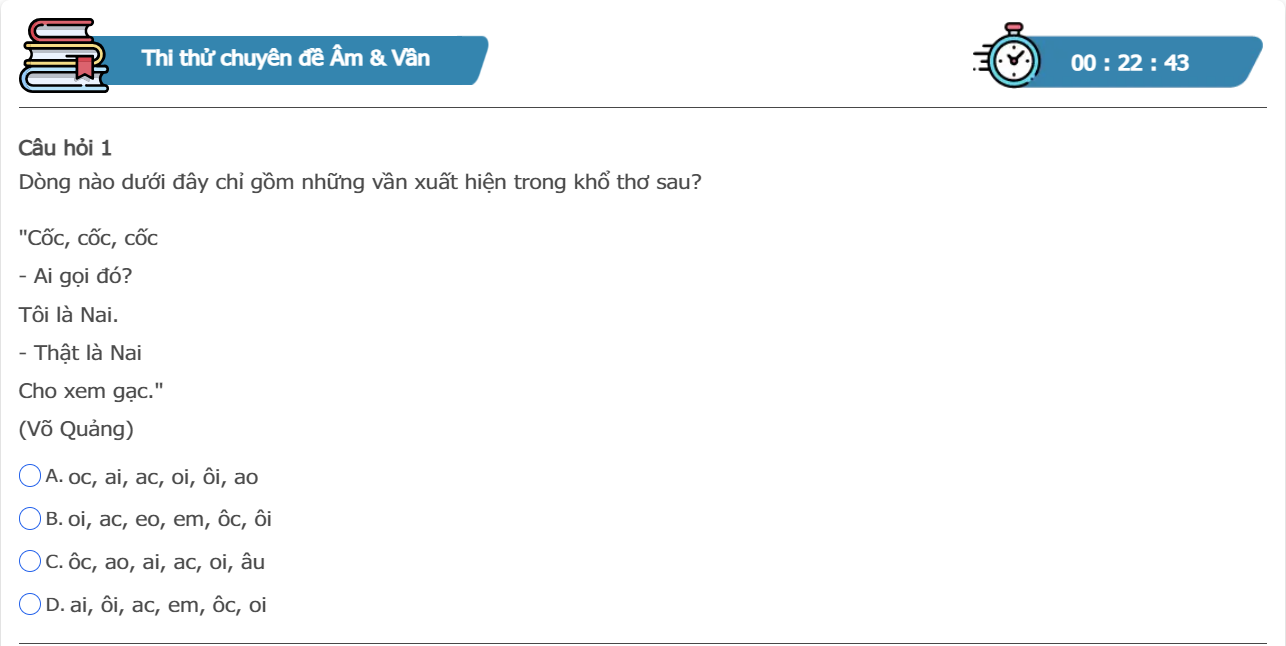 Thi thử chuyên đề Âm & Vần
00 : 22 : 43
Câu hỏi 1
Dòng nào dưới đây chỉ gồm những vần xuất hiện trong khổ thơ sau?
"Cốc, cốc, cốc
- Ai gọi đó?
Tôi là Nai.
- Thật là Nai
Cho xem gạc."
(Võ Quảng)
A. oc, ai, ac, oi, ôi, ao
B. oi, ac, eo, em, ôc, ôi
C. ôc, ao, ai, ac, oi, âu
D. ai, ôi, ac, em, ôc, oi